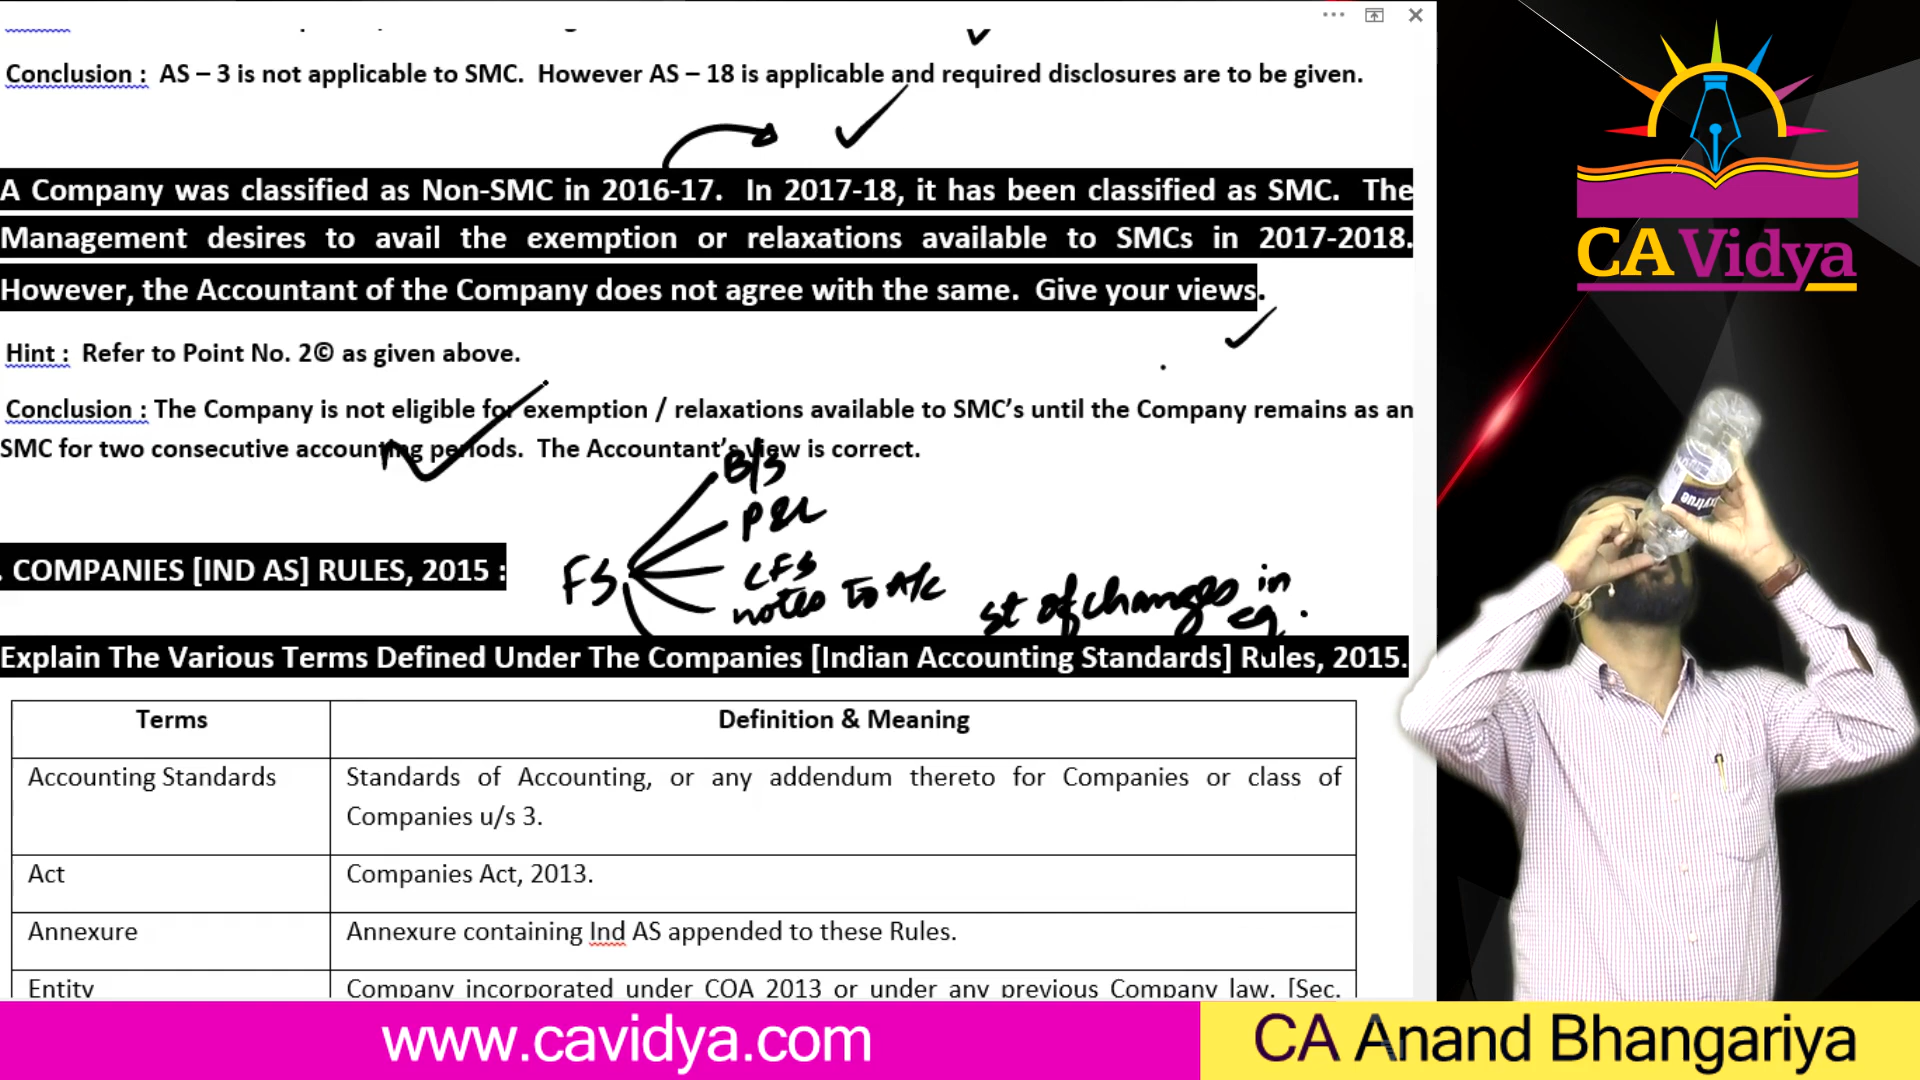 Conclusion : AS – 3 is not applicable to SMC. However AS – 18 is applicable and required disclosures are to be given.
A Company was classified as Non-SMC in 2016-17. In 2017-18, it has been classified as SMC. The
Management desires to avail the exemption or relaxations available to SMCs in 2017-2018.
However, the Accountant of the Company does not agree with the same. Give your views.
Hint : Refer to Point No. 2© as given above.
Conclusion : The Company is not eligible for exemption / relaxations available to SMC's until the Company remains as an
SMC for two consecutive accounting periods. The Accountant's view is correct.
B/S
P&L
FS
CFS
notes to A/c
st of changes in
eq.
. COMPANIES [IND AS] RULES, 2015 :
Explain The Various Terms Defined Under The Companies [Indian Accounting Standards] Rules, 2015.
Terms Definition & Meaning
Accounting Standards Standards of Accounting, or any addendum thereto for Companies or class of
Companies u/s 3.
Act Companies Act, 2013.
Annexure Annexure containing Ind AS appended to these Rules.
Entity Company incorporated under COA 2013 or under any previous Company law. [Sec.
CA Vidya
www.cavidya.com
CA Anand Bhangariya